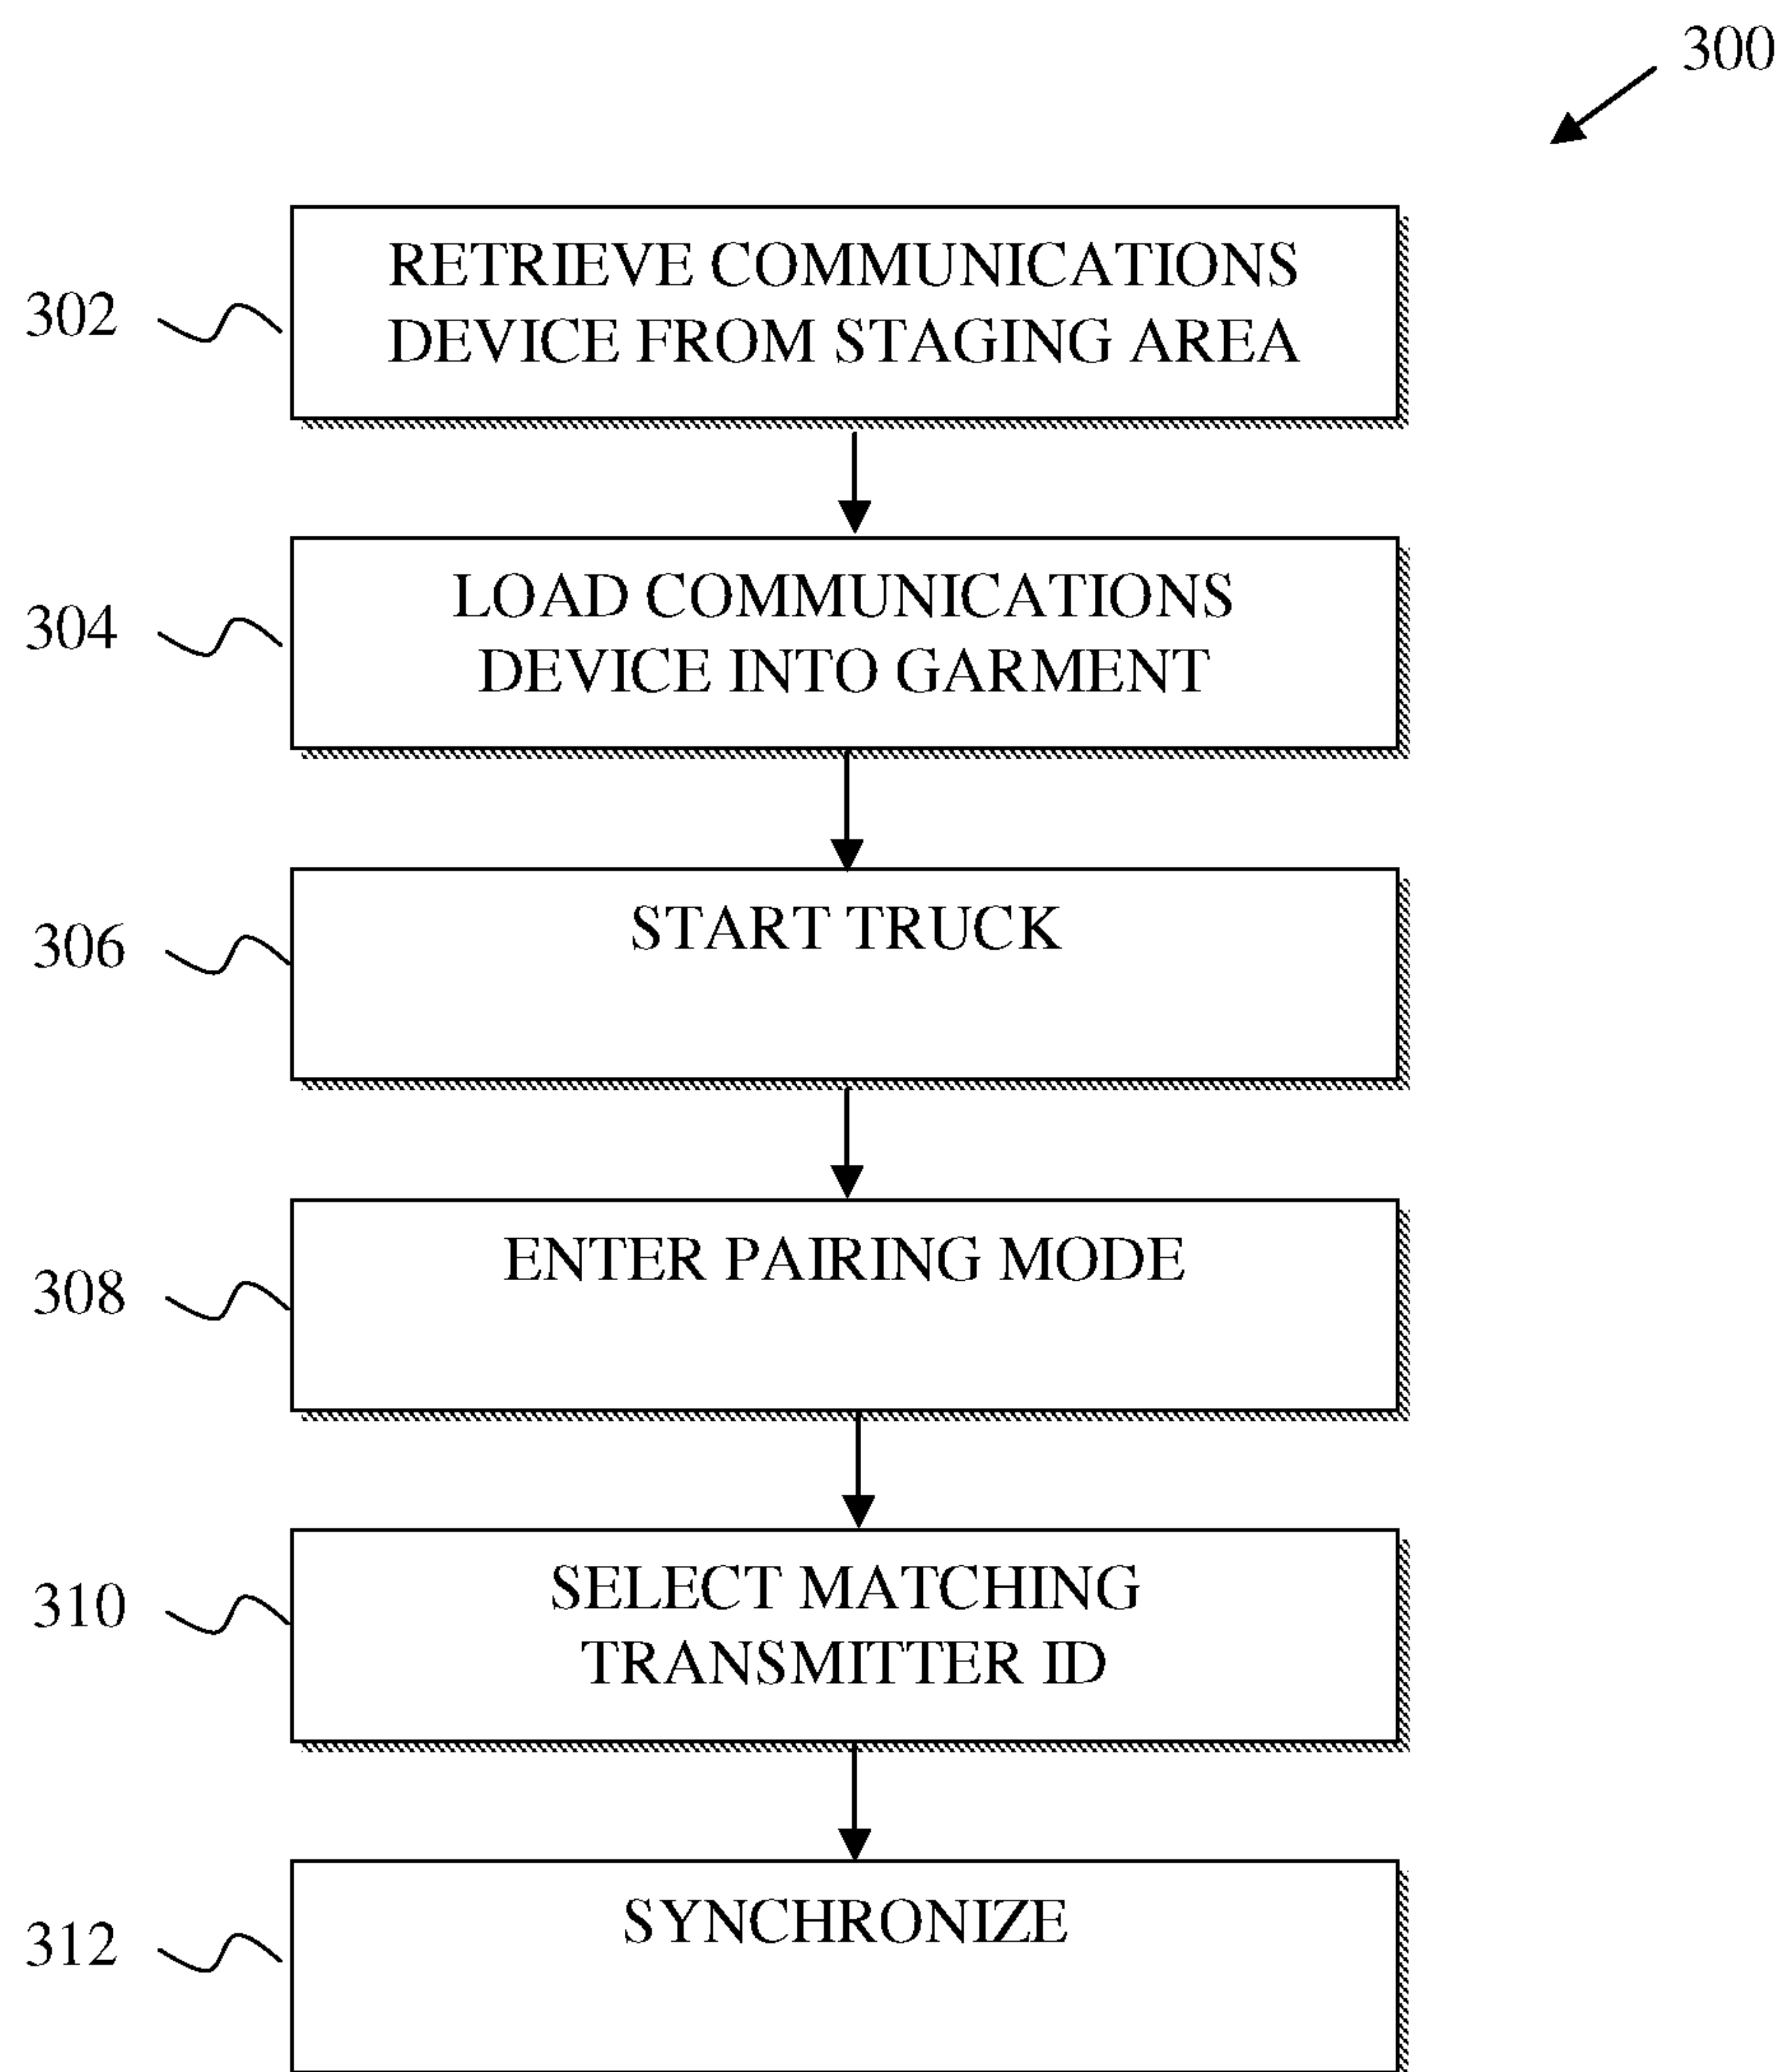 300
302
RETRIEVE COMMUNICATIONS
DEVICE FROM STAGING AREA
304
LOAD COMMUNICATIONS
DEVICE INTO GARMENT
306
START TRUCK
308
ENTER PAIRING MODE
310
SELECT MATCHING
TRANSMITTER ID
312
SYNCHRONIZE